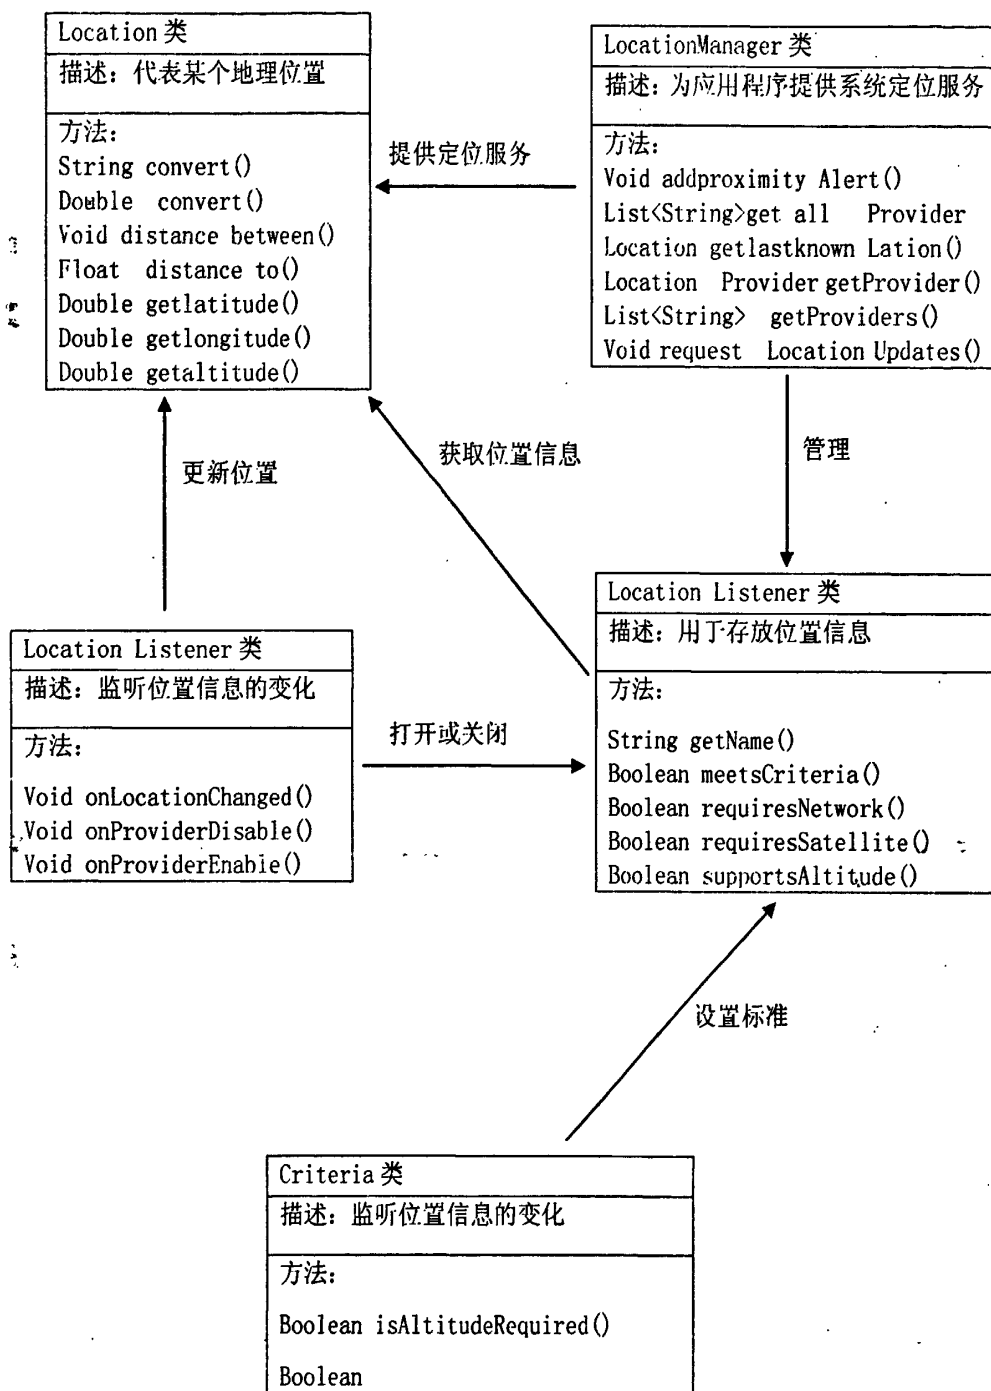 Location 类
描述：代表某个地理位置
方法：
String convert()
Double convert()
Void distance between()
Float distance to()
Double getlatitude()
Double getlongitude()
Double getaltitude()
提供定位服务
LocationManager 类
描述：为应用程序提供系统定位服务
方法：
Void addproximity Alert()
List<String>get all Provider
Location getlastknown Lation()
Location Provider getProvider()
List<String> getProviders()
Void request Location Updates()
更新位置
获取位置信息
管理
Location Listener 类
描述：监听位置信息的变化
方法：
Void onLocationChanged()
Void onProviderDisable()
Void onProviderEnabie()
打开或关闭
Location Listener 类
描述：用于存放位置信息
方法：
String getName()
Boolean meetsCriteria()
Boolean requiresNetwork()
Boolean requiresSatellite()
Boolean supportsAltitude()
设置标准
Criteria 类
描述：监听位置信息的变化
方法：
Boolean isAltitudeRequired()
Boolean